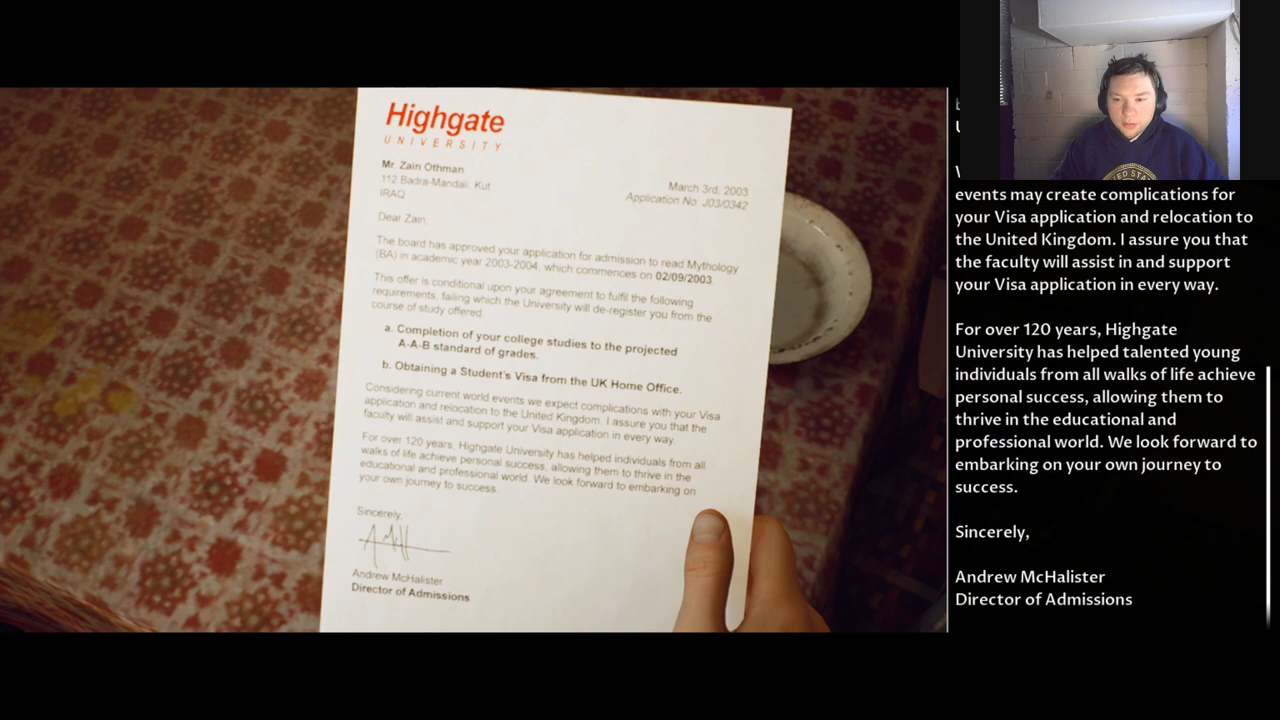 Highgate
UNIVERSITY
Mr. Zain Othman
112 Badra-Mandali, Kut
IRAQ
March 3rd, 2003
Application No: J03/0342
Dear Zain,
The board has approved your application for admission to read Mythology
(BA) in academic year 2003-2004, which commences on 02/09/2003.
This offer is conditional upon your agreement to fulfil the following
requirements, failing which the University will de-register you from the
course of study offered:
a. Completion of your college studies to the projected
A-A-B standard of grades.
b. Obtaining a Student's Visa from the UK Home Office.
Considering current world events we expect complications with your Visa
application and relocation to the United Kingdom. I assure you that the
faculty will assist and support your Visa application in every way.
For over 120 years, Highgate University has helped individuals from all
walks of life achieve personal success, allowing them to thrive in the
educational and professional world. We look forward to embarking on
your own journey to success.
Sincerely,
Andrew McHalister
Director of Admissions
events may create complications for
your Visa application and relocation to
the United Kingdom. I assure you that
the faculty will assist in and support
your Visa application in every way.
For over 120 years, Highgate
University has helped talented young
individuals from all walks of life achieve
personal success, allowing them to
thrive in the educational and
professional world. We look forward to
embarking on your own journey to
success.
Sincerely,
Andrew McHalister
Director of Admissions